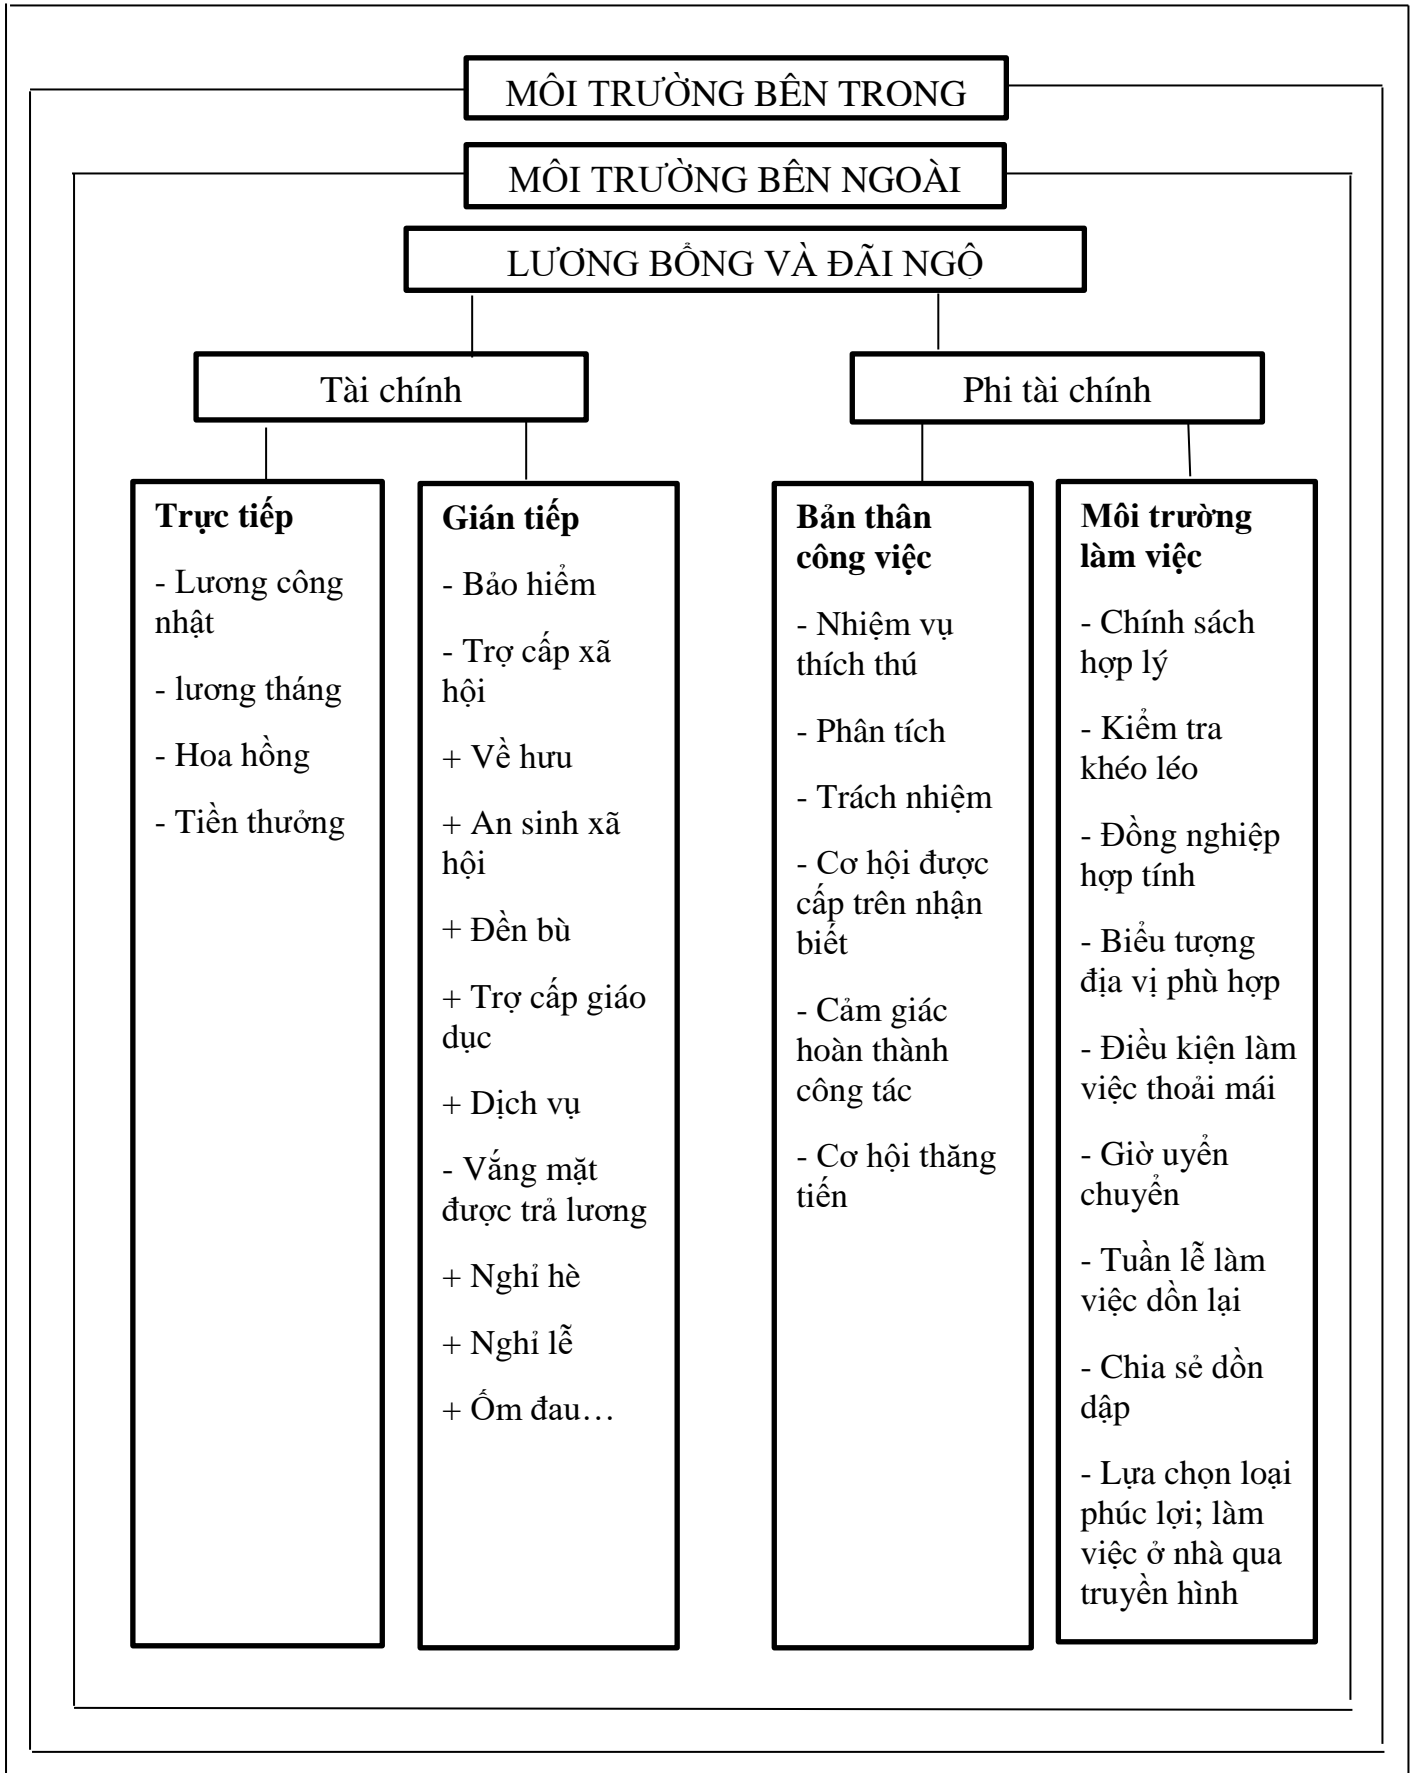 MÔI TRƯỜNG BÊN TRONG
MÔI TRƯỜNG BÊN NGOÀI
LƯƠNG BỔNG VÀ ĐÃI NGỘ
Tài chính
Phi tài chính
Trực tiếp
- Lương công
nhật
- lương tháng
- Hoa hồng
- Tiền thưởng
Gián tiếp
- Bảo hiểm
- Trợ cấp xã
hội
+ Về hưu
+ An sinh xã
hội
+ Đền bù
+ Trợ cấp giáo
dục
+ Dịch vụ
- Vắng mặt
được trả lương
+ Nghỉ hè
+ Nghỉ lễ
+ Ốm đau…
Bản thân
công việc
- Nhiệm vụ
thích thú
- Phân tích
- Trách nhiệm
- Cơ hội được
cấp trên nhận
biết
- Cảm giác
hoàn thành
công tác
- Cơ hội thăng
tiến
Môi trường
làm việc
- Chính sách
hợp lý
- Kiểm tra
khéo léo
- Đồng nghiệp
hợp tính
- Biểu tượng
địa vị phù hợp
- Điều kiện làm
việc thoải mái
- Giờ uyển
chuyển
- Tuần lễ làm
việc dồn lại
- Chia sẻ dồn
dập
- Lựa chọn loại
phúc lợi; làm
việc ở nhà qua
truyền hình